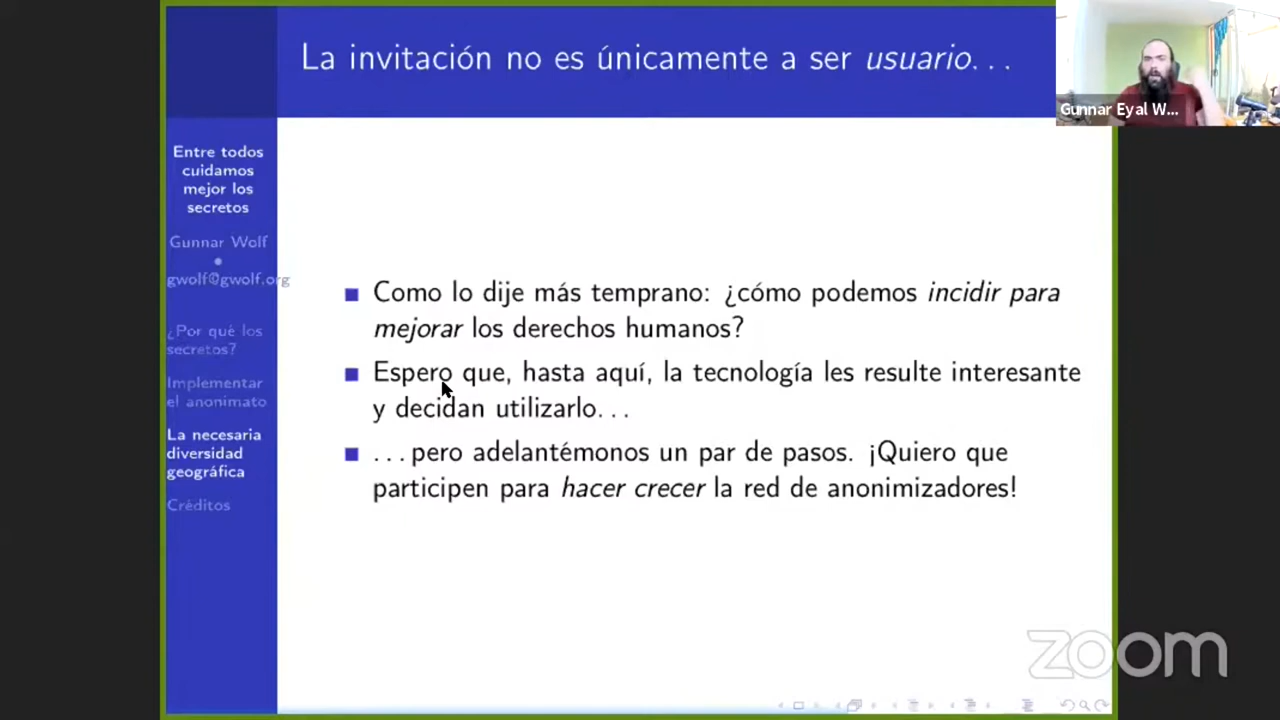 La invitación no es únicamente a ser usuario...
Gunnar Eyal W...
Entre todos
cuidamos
mejor los
secretos
Gunnar Wolf
gwolf@gwolf.org
¿Por qué los
secretos?
Implementar
el anonimato
La necesaria
diversidad
geográfica
Créditos
Como lo dije más temprano: ¿cómo podemos incidir para
mejorar los derechos humanos?
Espero que, hasta aquí, la tecnología les resulte interesante
y decidan utilizarlo...
...pero adelantémonos un par de pasos. ¡Quiero que
participen para hacer crecer la red de anonimizadores!
zoom